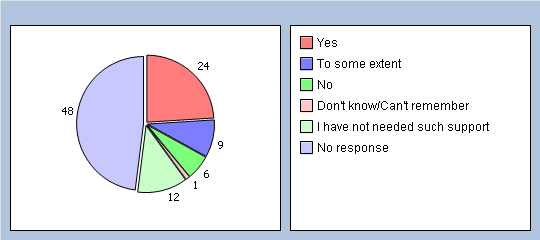 24
48
9
6
1
12
Yes
To some extent
No
Don't know/Can't remember
I have not needed such support
No response